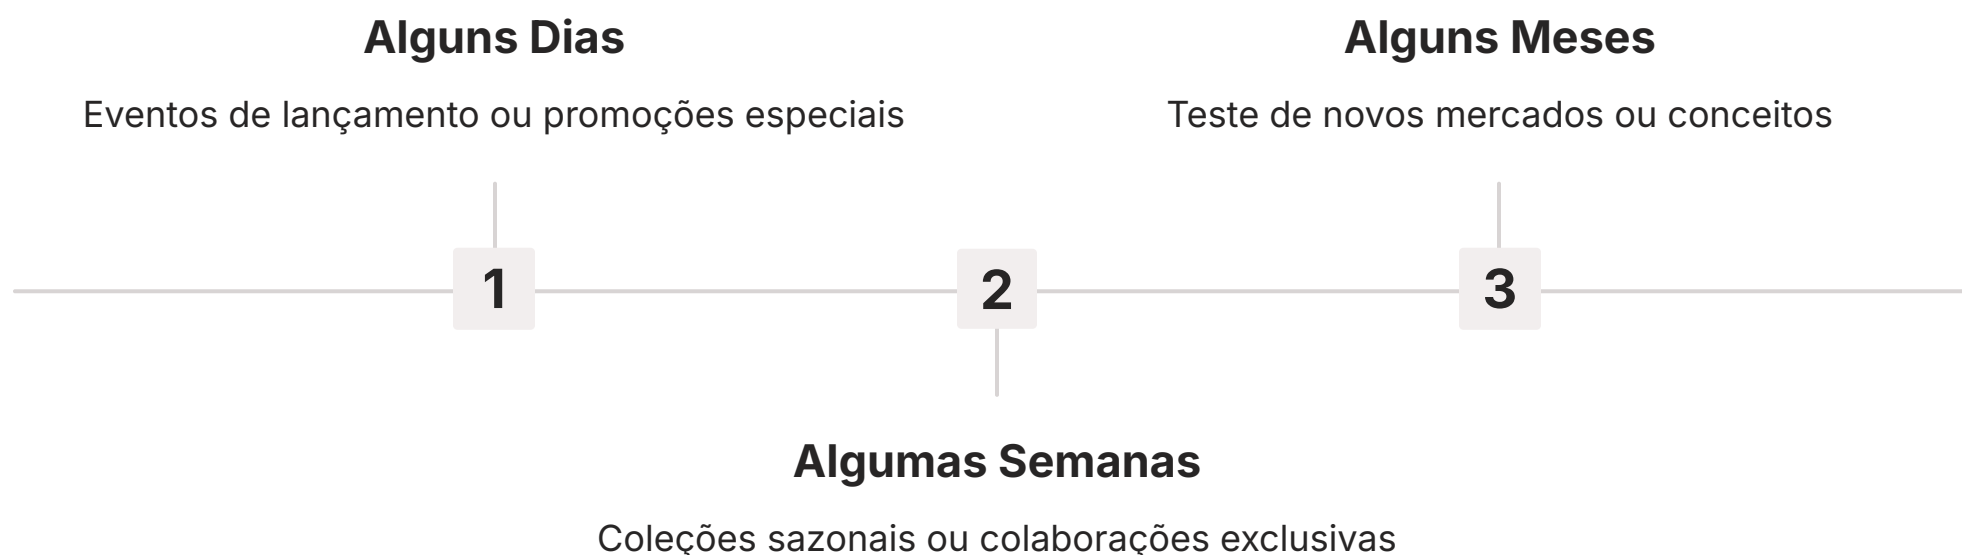 Alguns Dias
Eventos de lançamento ou promoções especiais
Alguns Meses
Teste de novos mercados ou conceitos
1
2
3
Algumas Semanas
Coleções sazonais ou colaborações exclusivas